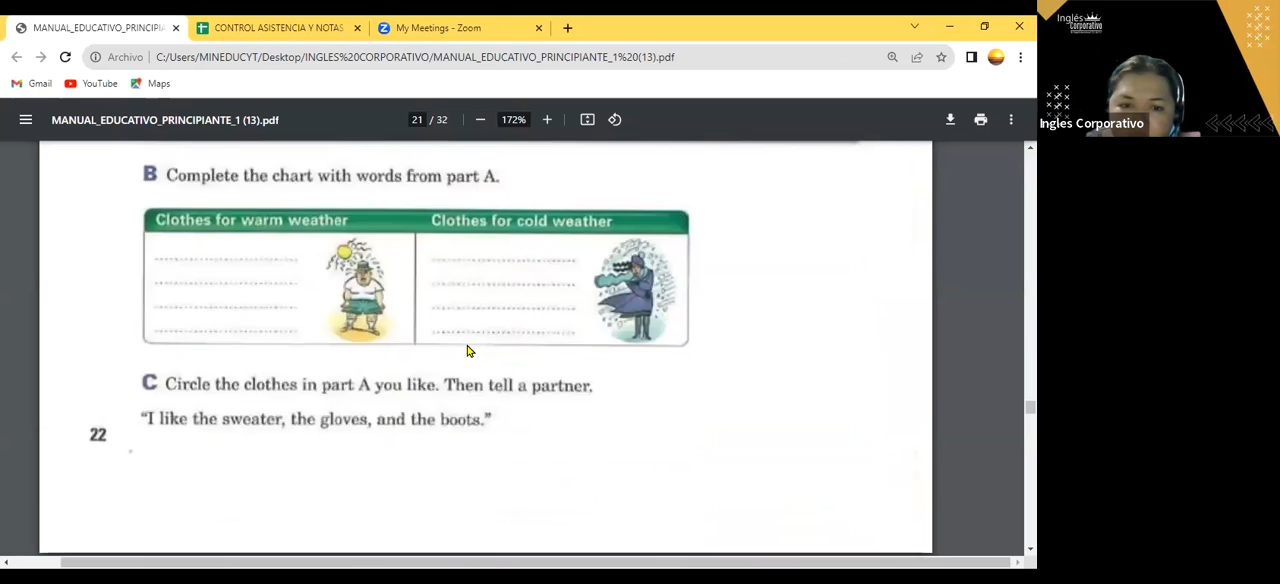 MANUAL_EDUCATIVO_PRINCIPIA
CONTROL ASISTENCIA Y NOTAS
My Meetings - Zoom
Archivo
C:/Users/MINEDUCYT/Desktop/INGLES%20CORPORATIVO/MANUAL_EDUCATIVO_PRINCIPIANTE_1%20(13).pdf
Gmail
YouTube
Maps
MANUAL_EDUCATIVO_PRINCIPIANTE_1 (13).pdf
21 / 32
172%
B Complete the chart with words from part A.
Clothes for warm weather
Clothes for cold weather
C Circle the clothes in part A you like. Then tell a partner.
“I like the sweater, the gloves, and the boots.”
22
Inglés
Corporativo
Ingles Corporativo